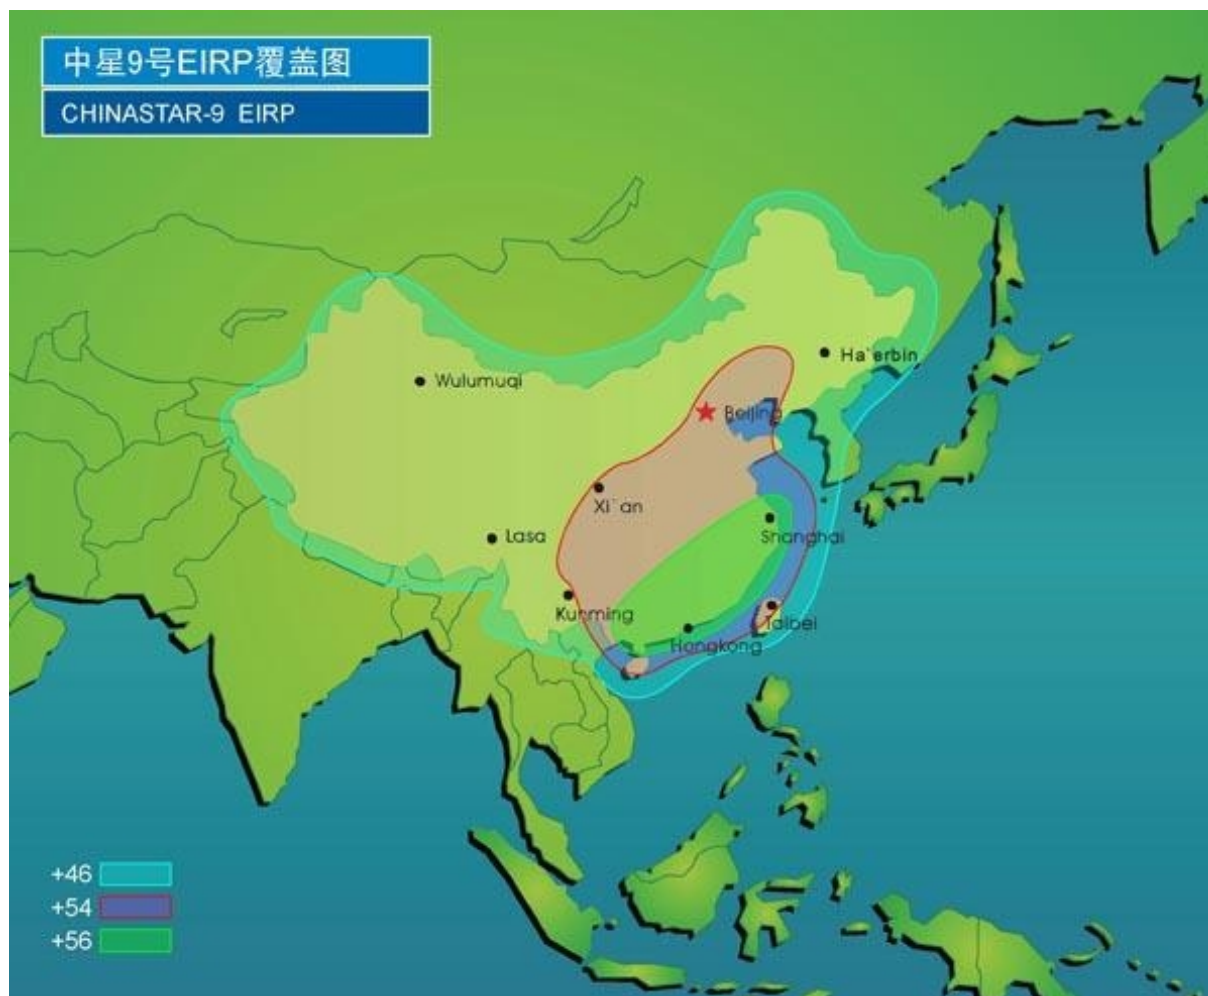 中星9号EIRP覆盖图
CHINASTAR-9 EIRP
Ha`erbin
Wulumuqi
Beijing
Xi`an
Lasa
Shanghai
Kunming
Taibei
Hongkong
+46
+54
+56